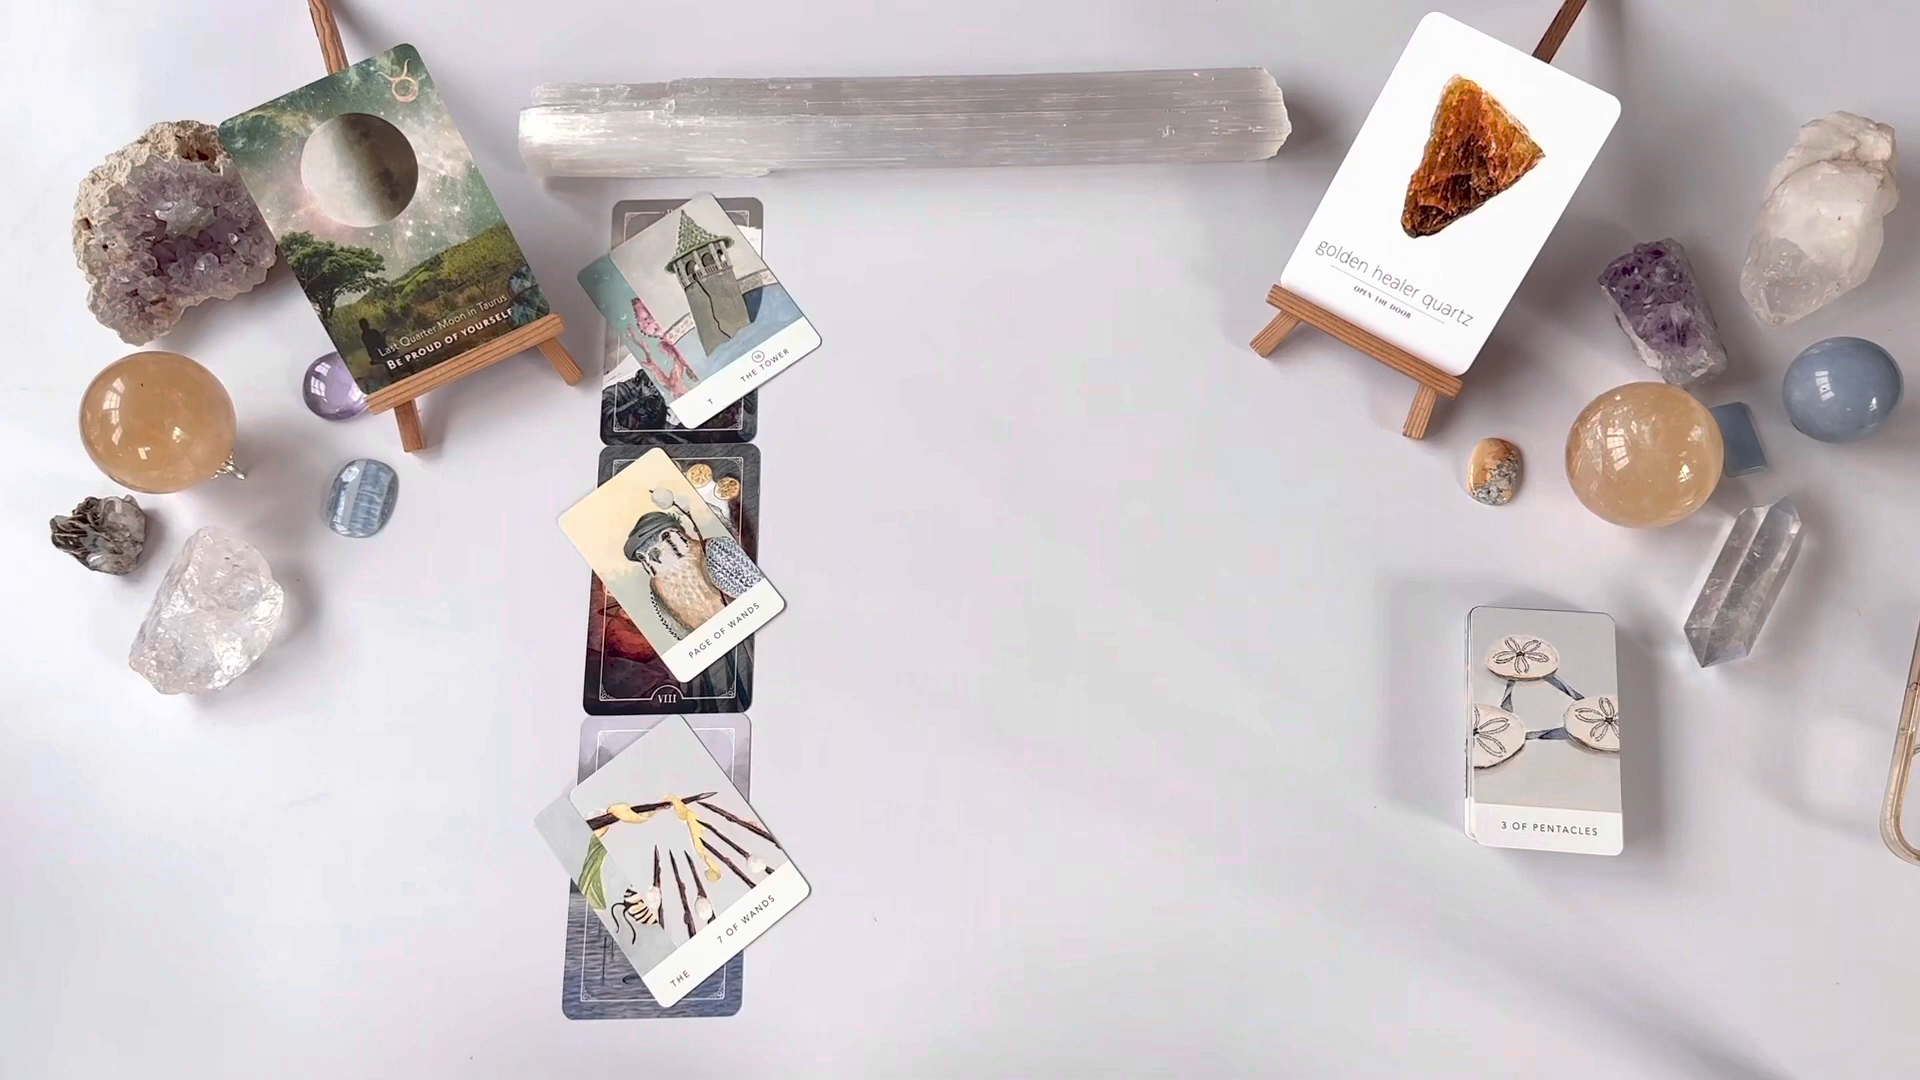 Last Quarter Moon in Taurus
BE PROUD OF YOURSELF
golden healer quartz
OPEN THE DOOR
16
THE TOWER
T
PAGE OF WANDS
VIII
7 OF WANDS
THE
3 OF PENTACLES